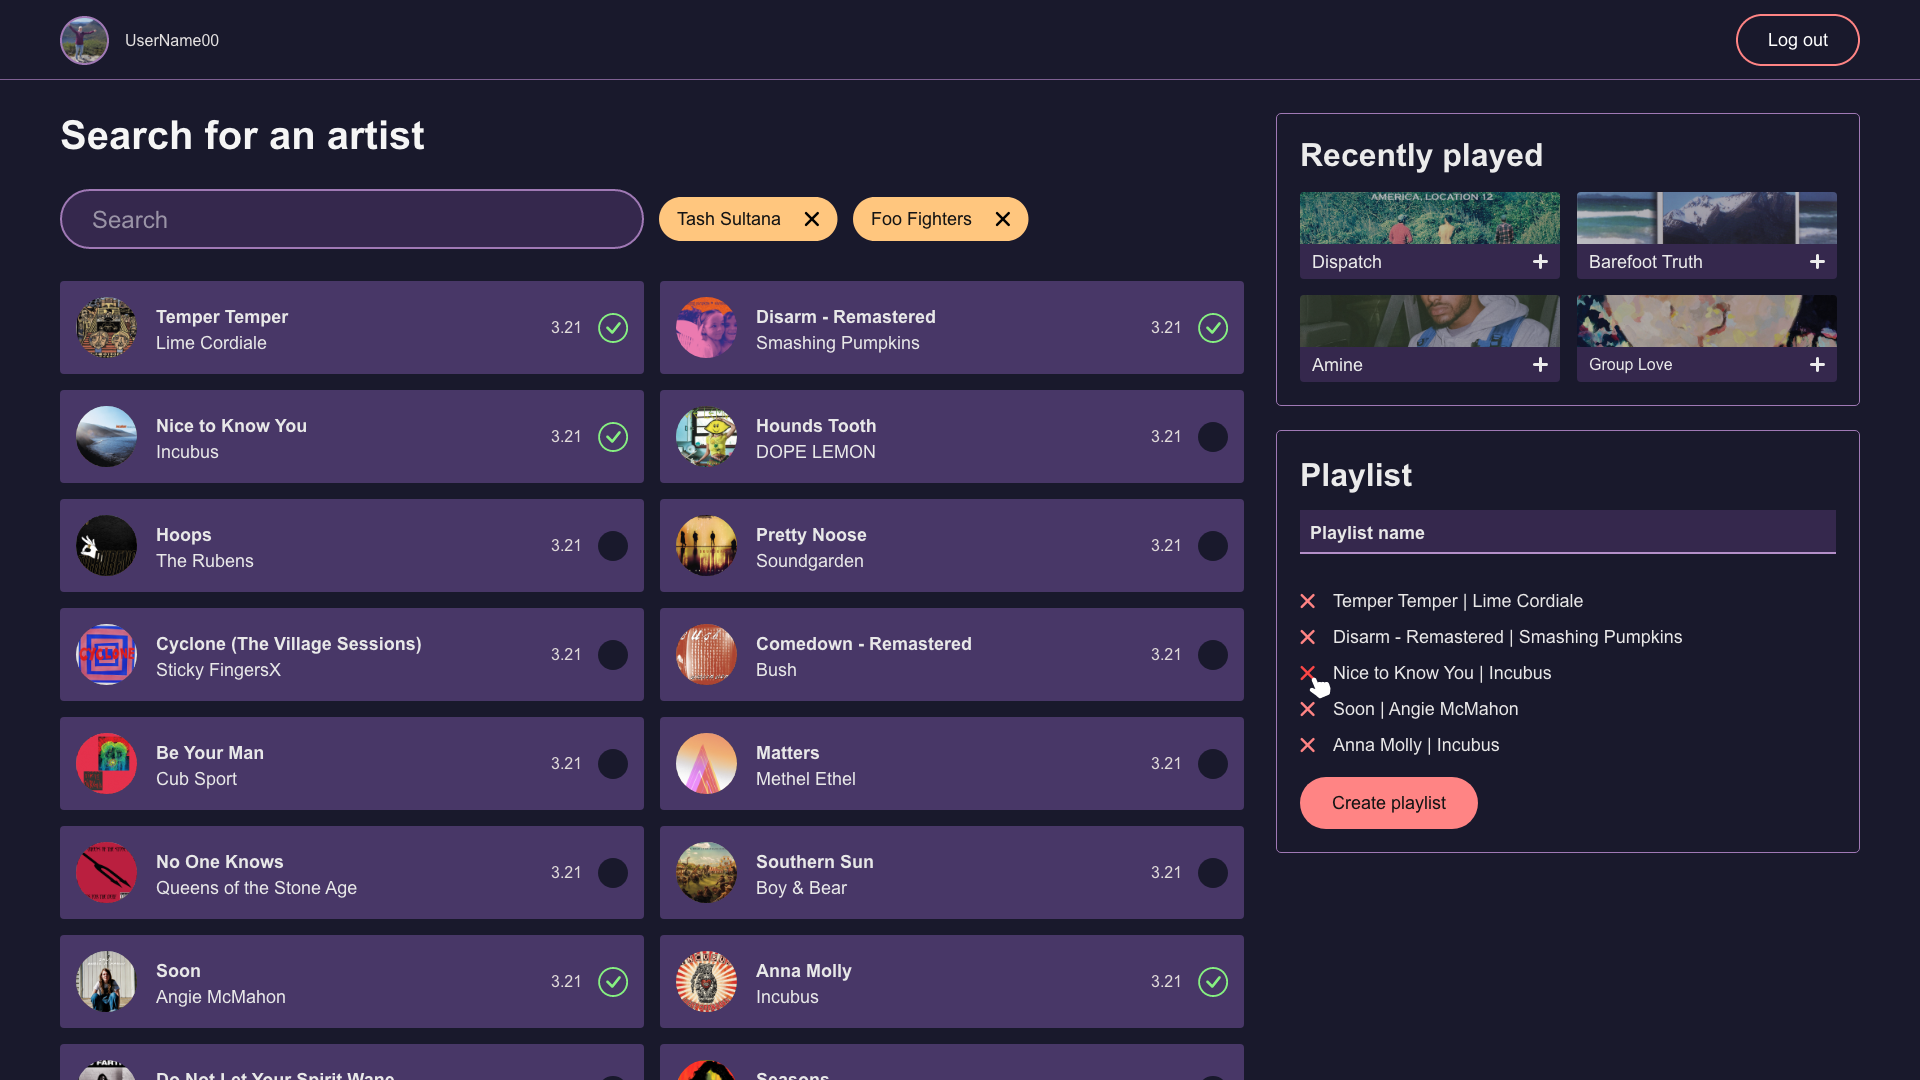 UserName00
Log out
Search for an artist
Search
Tash Sultana
Foo Fighters
Temper Temper
Lime Cordiale
3.21
Disarm - Remastered
Smashing Pumpkins
3.21
Nice to Know You
Incubus
3.21
Hounds Tooth
DOPE LEMON
3.21
Hoops
The Rubens
3.21
Pretty Noose
Soundgarden
3.21
Cyclone (The Village Sessions)
Sticky FingersX
3.21
Comedown - Remastered
Bush
3.21
Be Your Man
Cub Sport
3.21
Matters
Methel Ethel
3.21
No One Knows
Queens of the Stone Age
3.21
Southern Sun
Boy & Bear
3.21
Soon
Angie McMahon
3.21
Anna Molly
Incubus
3.21
Do Not Let Your Spirit Wane
Seasons
Recently played
AMERICA, LOCATION 12
Dispatch
Barefoot Truth
Amine
Group Love
Playlist
Playlist name
Temper Temper | Lime Cordiale
Disarm - Remastered | Smashing Pumpkins
Nice to Know You | Incubus
Soon | Angie McMahon
Anna Molly | Incubus
Create playlist